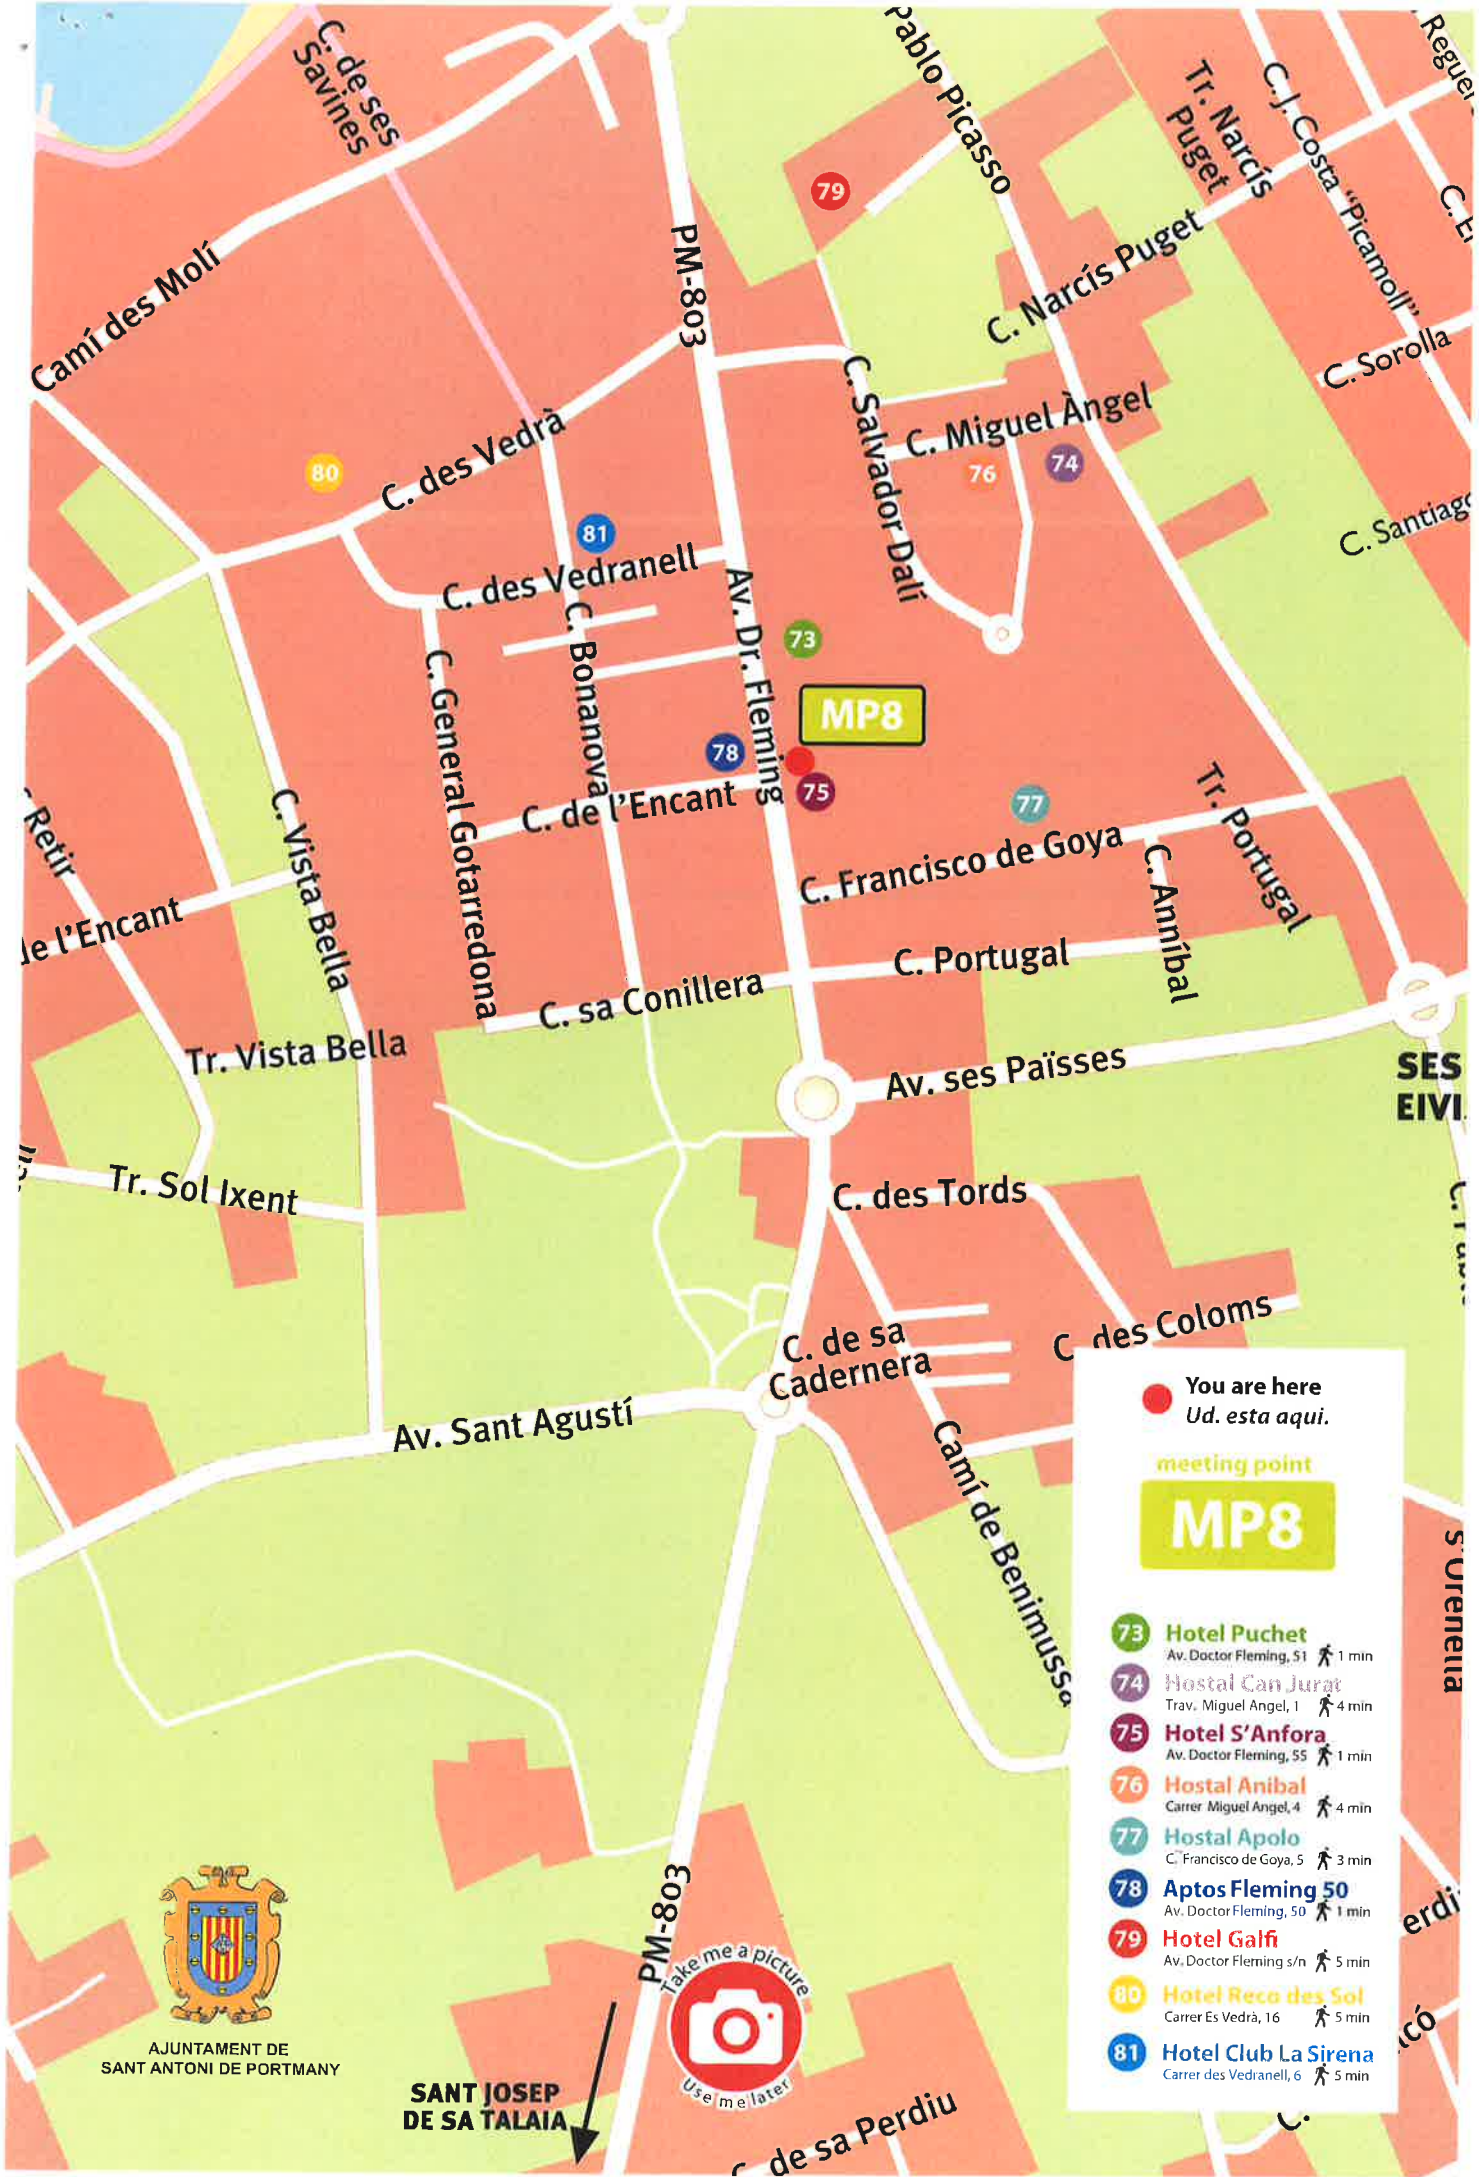 C. de ses
Savines
Pablo Picasso
Tr. Narcís
Puget
C.J. Costa "Picamoll"
79
PM-803
C. Narcís Puget
Camí des Molí
C. Sorolla
C. Salvador Dalí
C. Miguel Àngel
C. des Vedrà
80
76
74
81
C. des Vedranell
Av. Dr. Fleming
73
C. Bonanova
C. General Gotarredona
MP8
78
75
77
C. de l'Encant
Tr. Portugal
C. Vista Bella
Retir
C. Francisco de Goya
C. Anníbal
de l'Encant
C. Portugal
C. sa Conillera
Tr. Vista Bella
Av. ses Païsses
SES
EIVI
Tr. Sol Ixent
C. des Tords
C. des Coloms
C. de sa
Cadernera
Av. Sant Agustí
Camí de Benimussa
You are here
Ud. esta aqui.
meeting point
MP8
73 Hotel Puchet
Av. Doctor Fleming, 51 1 min
74 Hostal Can Jurat
Trav. Miguel Angel, 1 4 min
75 Hotel S'Anfora
Av. Doctor Fleming, 55 1 min
76 Hostal Anibal
Carrer Miguel Angel, 4 4 min
77 Hostal Apolo
C. Francisco de Goya, 5 3 min
78 Aptos Fleming 50
Av. Doctor Fleming, 50 1 min
79 Hotel Galfi
Av. Doctor Fleming s/n 5 min
80 Hotel Reco des Sol
Carrer Es Vedrà, 16 5 min
81 Hotel Club La Sirena
Carrer des Vedranell, 6 5 min
PM-803
Take me a picture
Use me later
AJUNTAMENT DE
SANT ANTONI DE PORTMANY
SANT JOSEP
DE SA TALAIA
C. de sa Perdiu